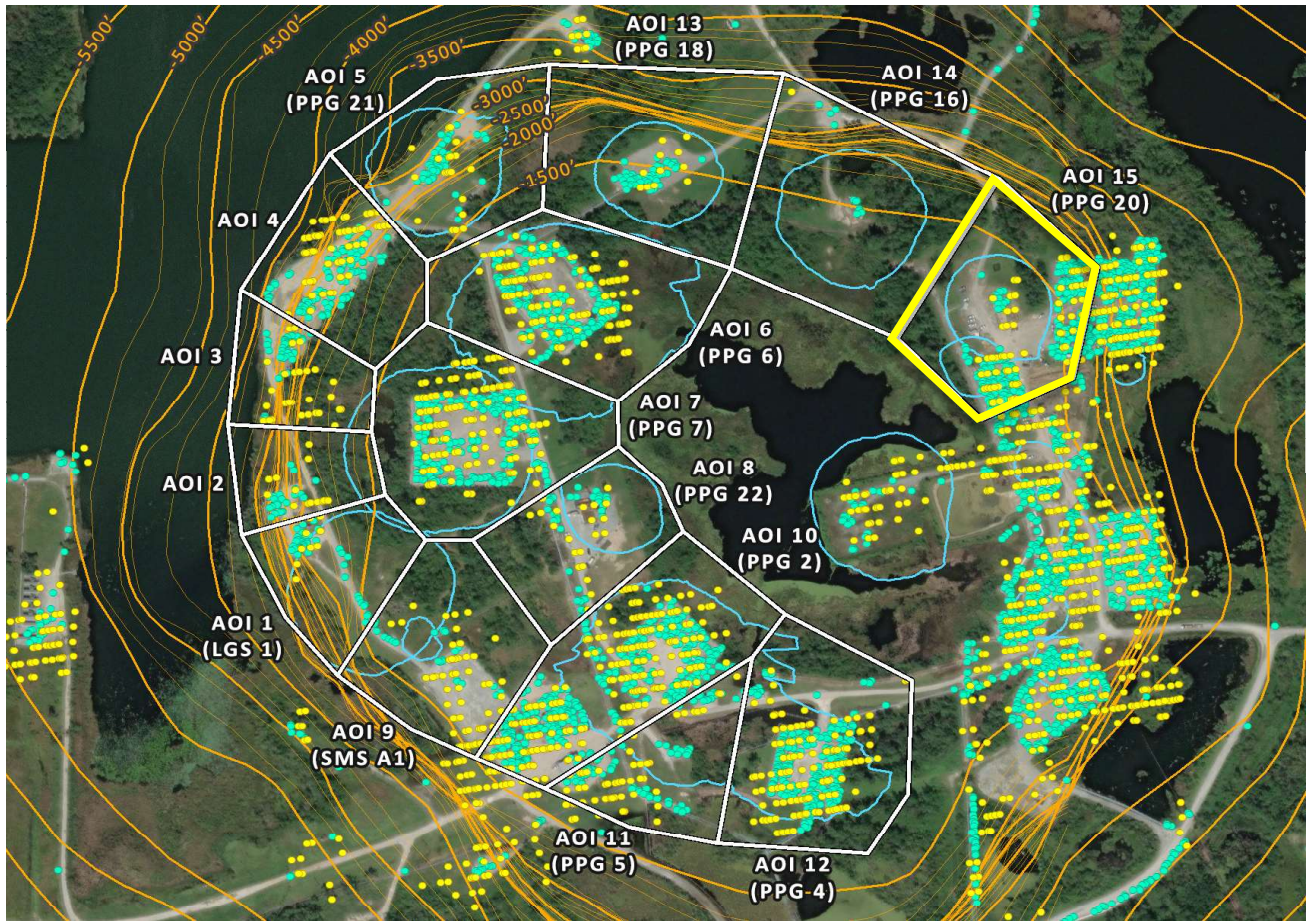 -5500'
-5000'
-4500'
-4000'
-3500'
-3000'
-2500'
-2000'
-1500'
AOI 13
(PPG 18)
AOI 5
(PPG 21)
AOI 14
(PPG 16)
AOI 15
(PPG 20)
AOI 4
AOI 3
AOI 6
(PPG 6)
AOI 7
(PPG 7)
AOI 2
AOI 8
(PPG 22)
AOI 10
(PPG 2)
AOI 1
(LGS 1)
AOI 9
(SMS A1)
AOI 11
(PPG 5)
AOI 12
(PPG 4)